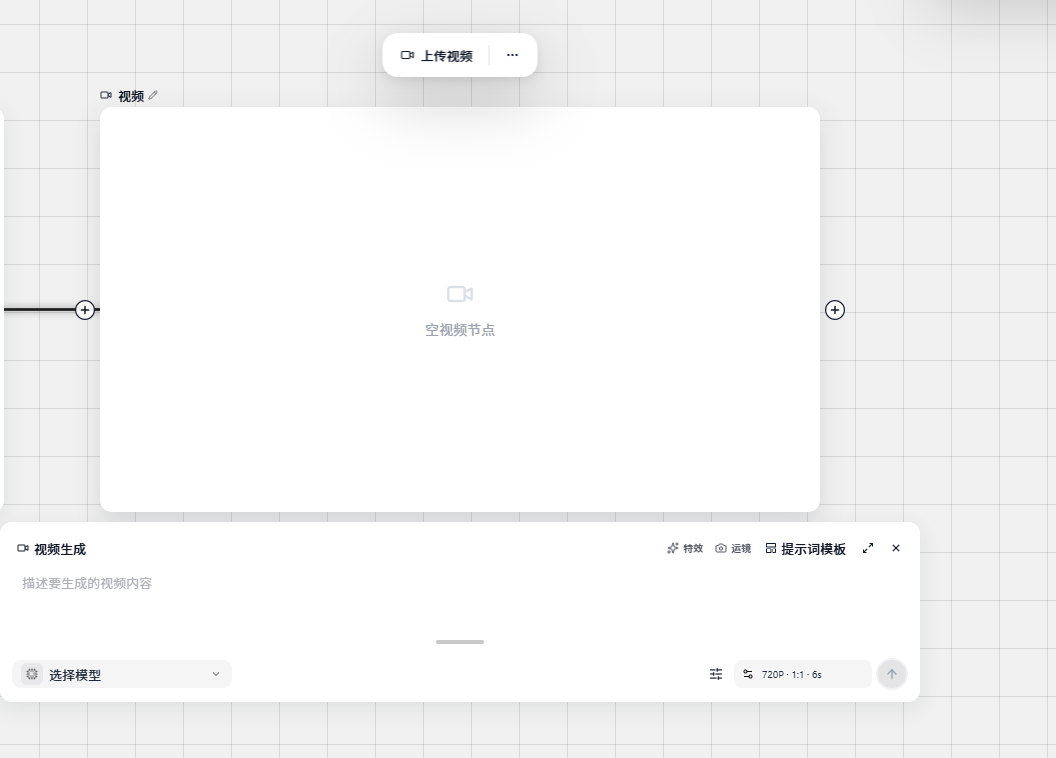 上传视频 ···
视频
空视频节点
视频生成 特效 运镜 提示词模板
描述要生成的视频内容
选择模型 720P · 1:1 · 6s